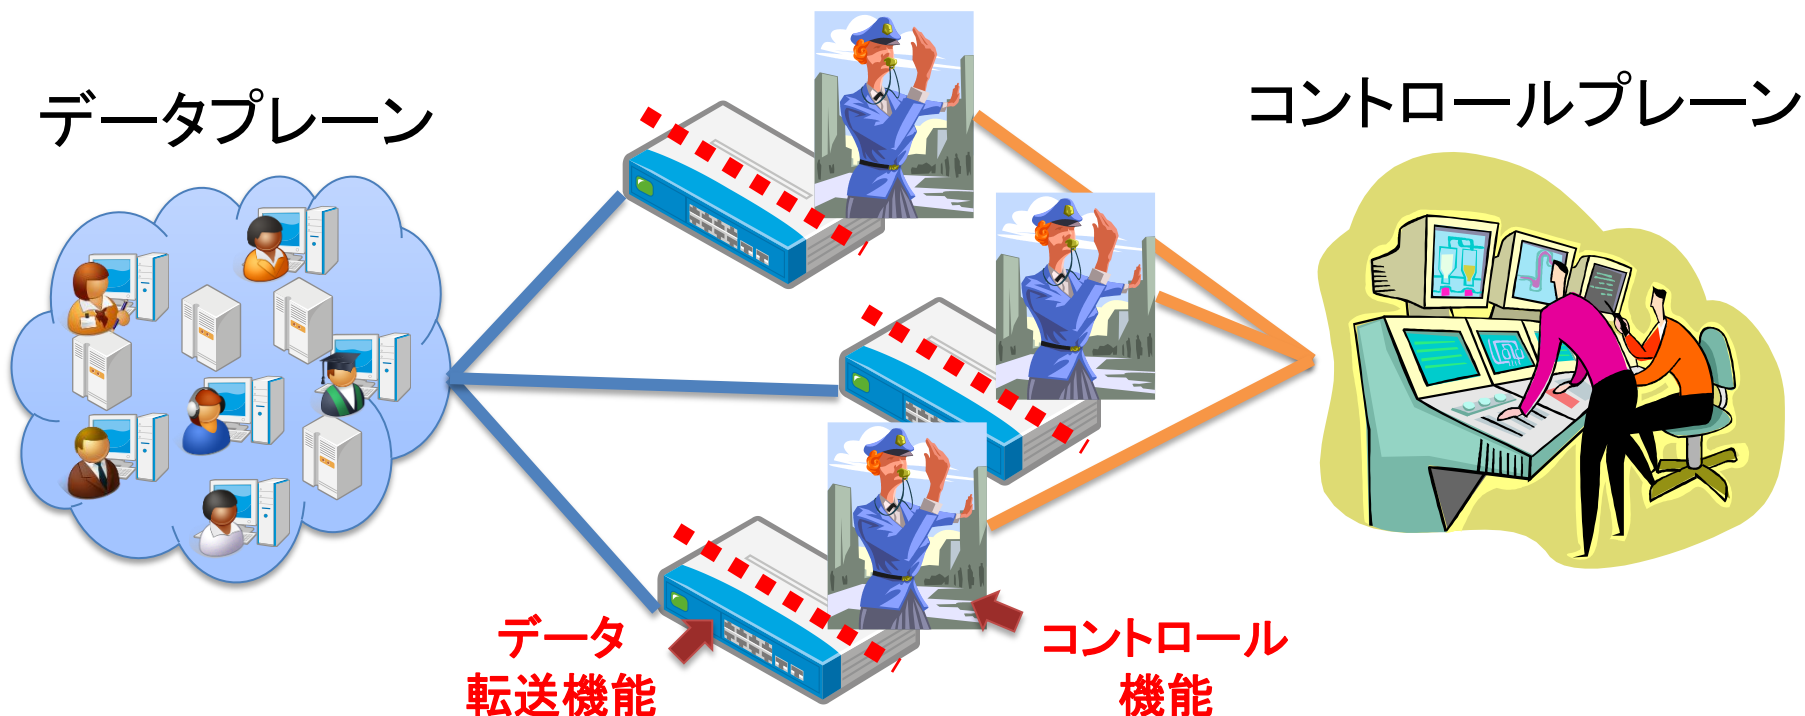 データプレーン
コントロールプレーン
データ
転送機能
コントロール
機能